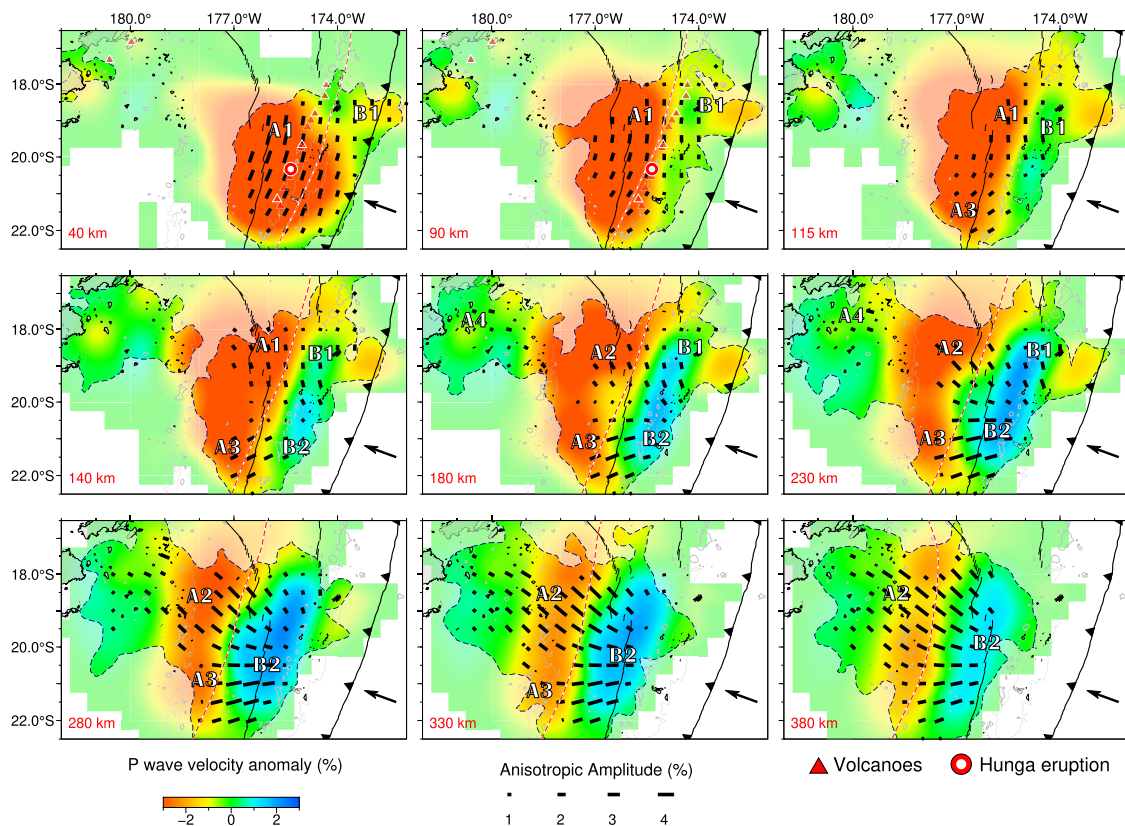 180.0° 177.0°W 174.0°W 180.0° 177.0°W 174.0°W 180.0° 177.0°W 174.0°W
18.0°S
20.0°S
22.0°S
A1 B1
40 km
A1 B1
90 km
A1 B1
A3
115 km
18.0°S
20.0°S
22.0°S
A1 B1
A3 B2
140 km
A4 A2 B1
A3 B2
180 km
A4 A2 B1
A3 B2
230 km
18.0°S
20.0°S
22.0°S
A2
B2
A3
280 km
A2
B2
A3
330 km
A2
B2
380 km
P wave velocity anomaly (%)
−2 0 2
Anisotropic Amplitude (%)
1 2 3 4
Volcanoes Hunga eruption